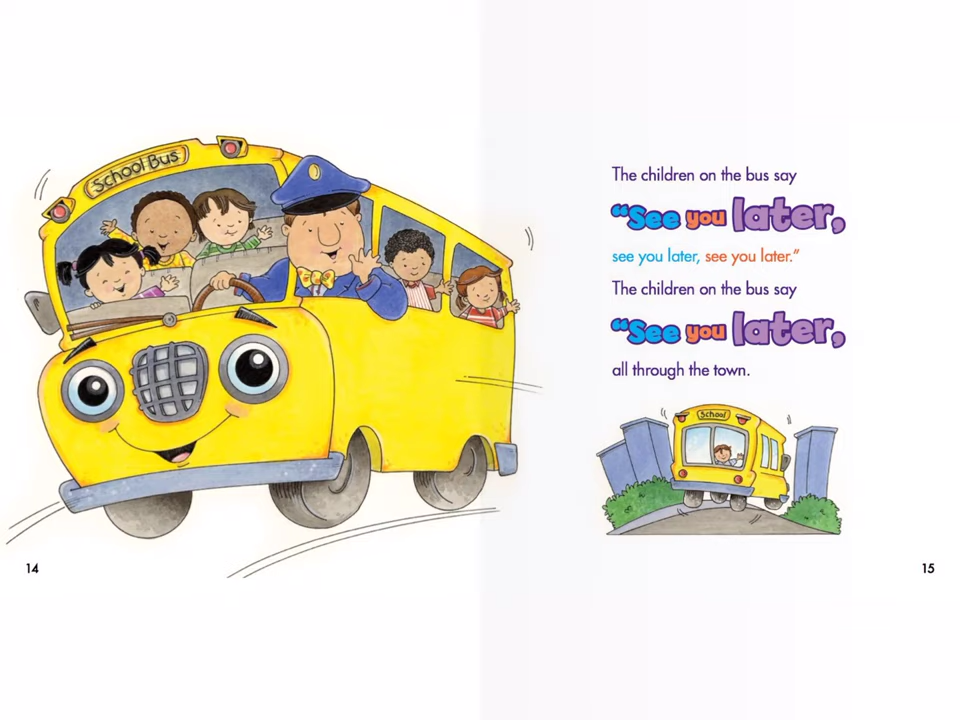 School Bus
14
The children on the bus say
“See you later,
see you later, see you later.”
The children on the bus say
“See you later,
all through the town.
School
15